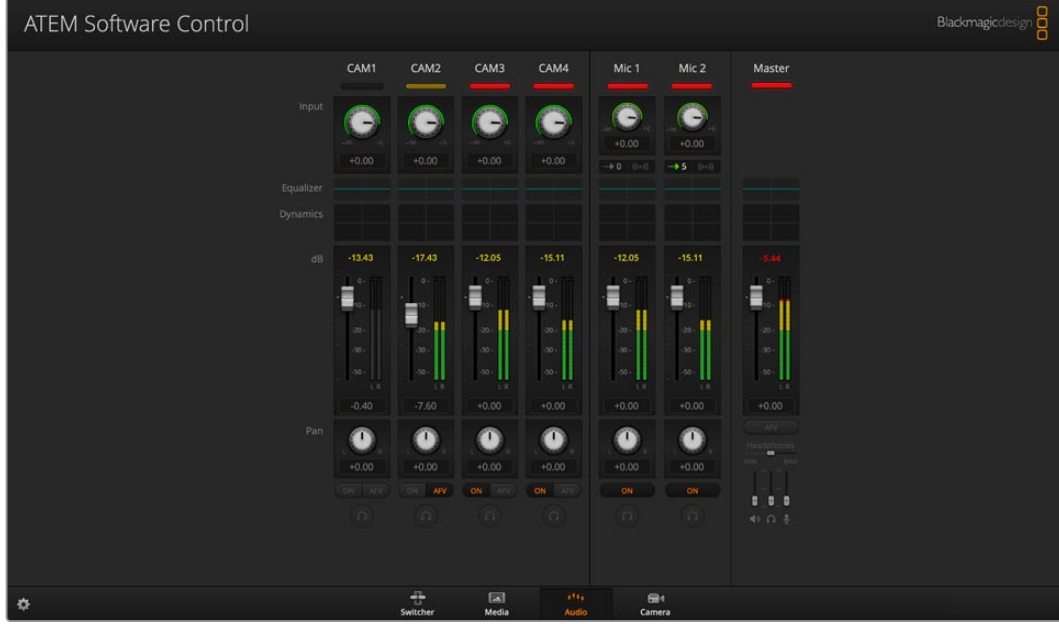 ATEM Software Control
Blackmagicdesign
CAM1 CAM2 CAM3 CAM4 Mic 1 Mic 2 Master
Input
+0.00 +0.00
+0.00 +0.00 +0.00 +0.00
0 5
Equalizer
Dynamics
dB -13.43 -17.43 -12.05 -15.11 -12.05 -15.11 -5.44
L R L R L R L R L R L R L R
-0.40 -7.60 +0.00 +0.00 +0.00 +0.00 +0.00
AFV
Pan
Headphones
MIN MAX
+0.00 +0.00 +0.00 +0.00 +0.00 +0.00
ON AFV ON AFV ON AFV ON AFV ON ON
Switcher Media Audio Camera